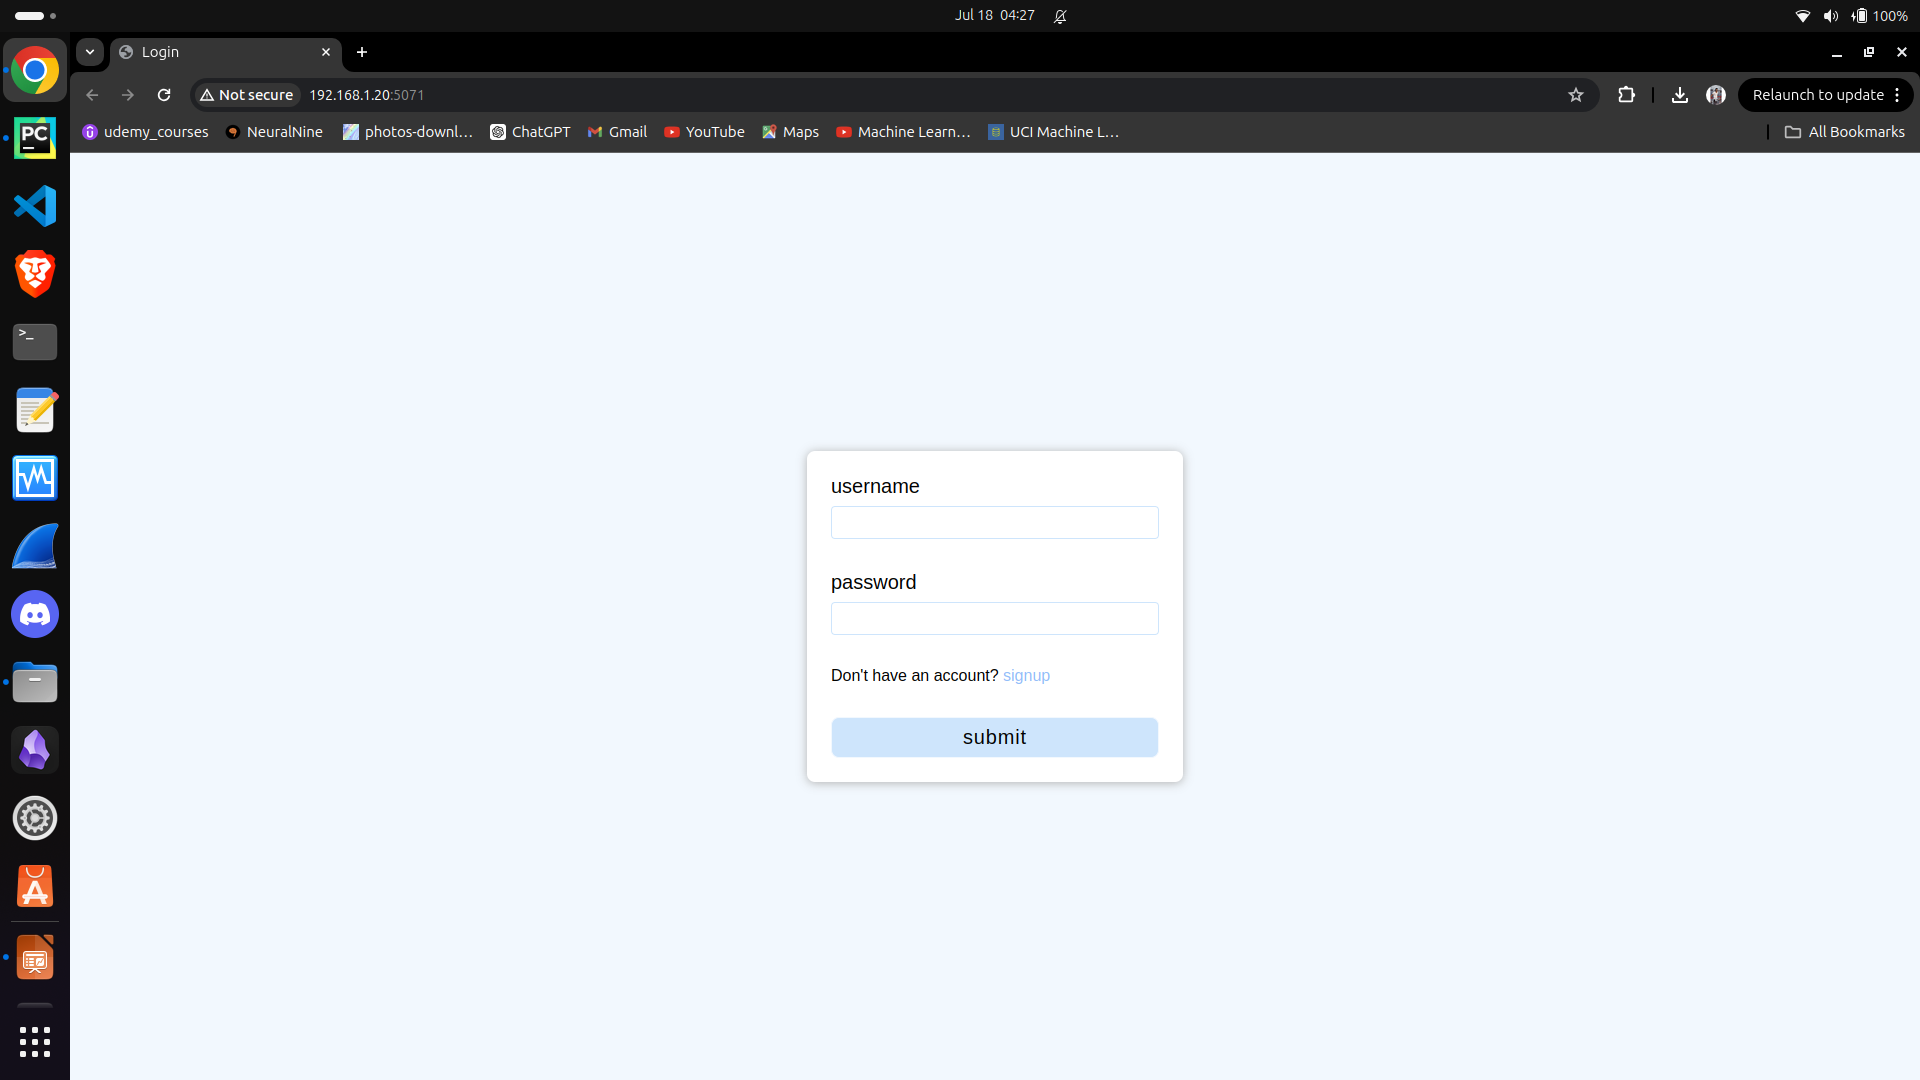 Jul 18 04:27
100%
Login
Not secure
192.168.1.20:5071
Relaunch to update
udemy_courses
NeuralNine
photos-downl...
ChatGPT
Gmail
YouTube
Maps
Machine Learn...
UCI Machine L...
All Bookmarks
PC
>_
username
password
Don't have an account? signup
submit